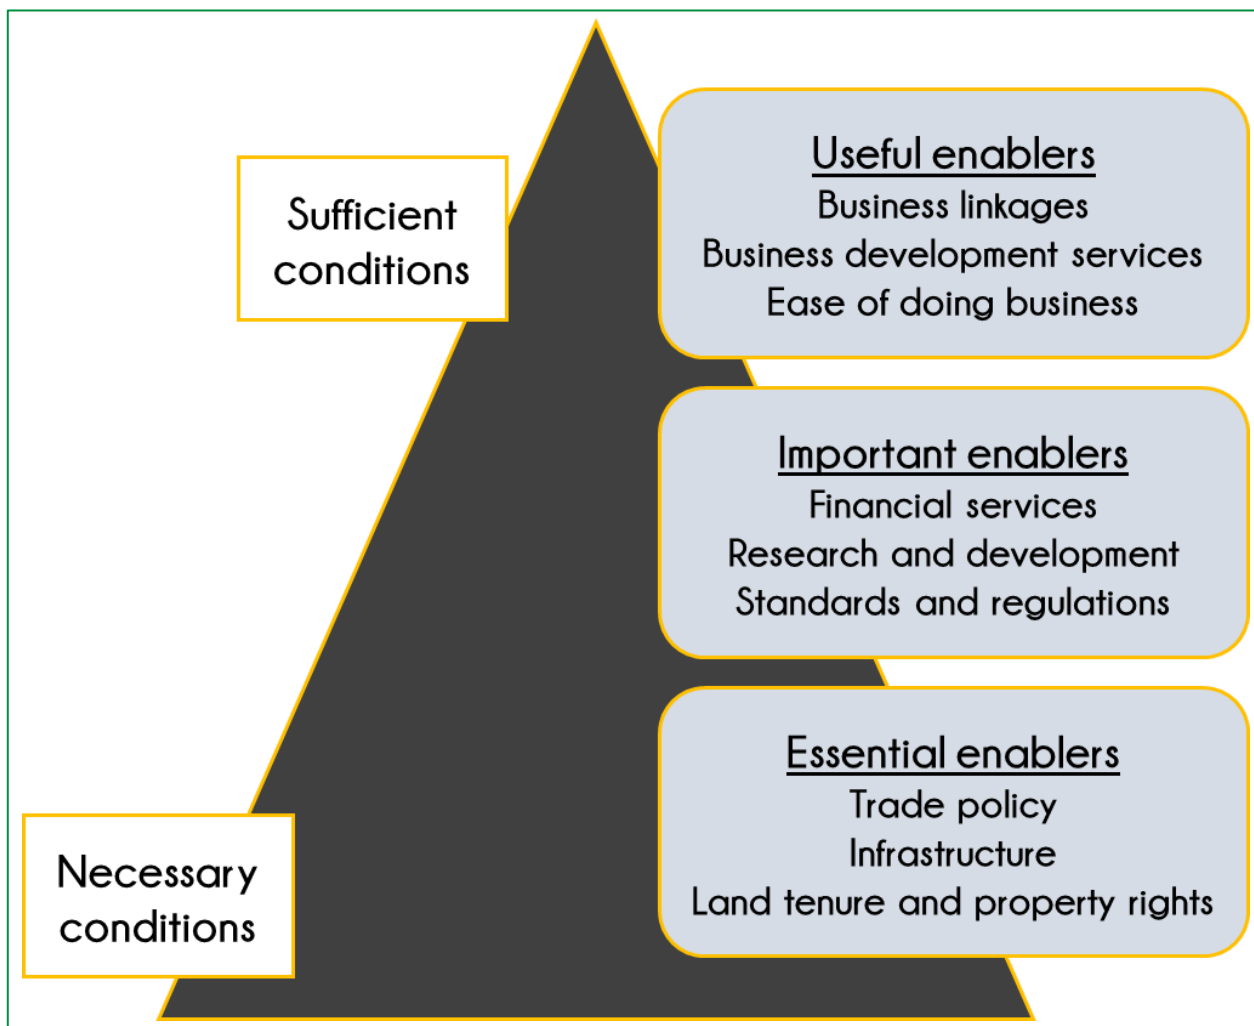 Sufficient
conditions
Useful enablers
Business linkages
Business development services
Ease of doing business
Important enablers
Financial services
Research and development
Standards and regulations
Essential enablers
Trade policy
Infrastructure
Land tenure and property rights
Necessary
conditions